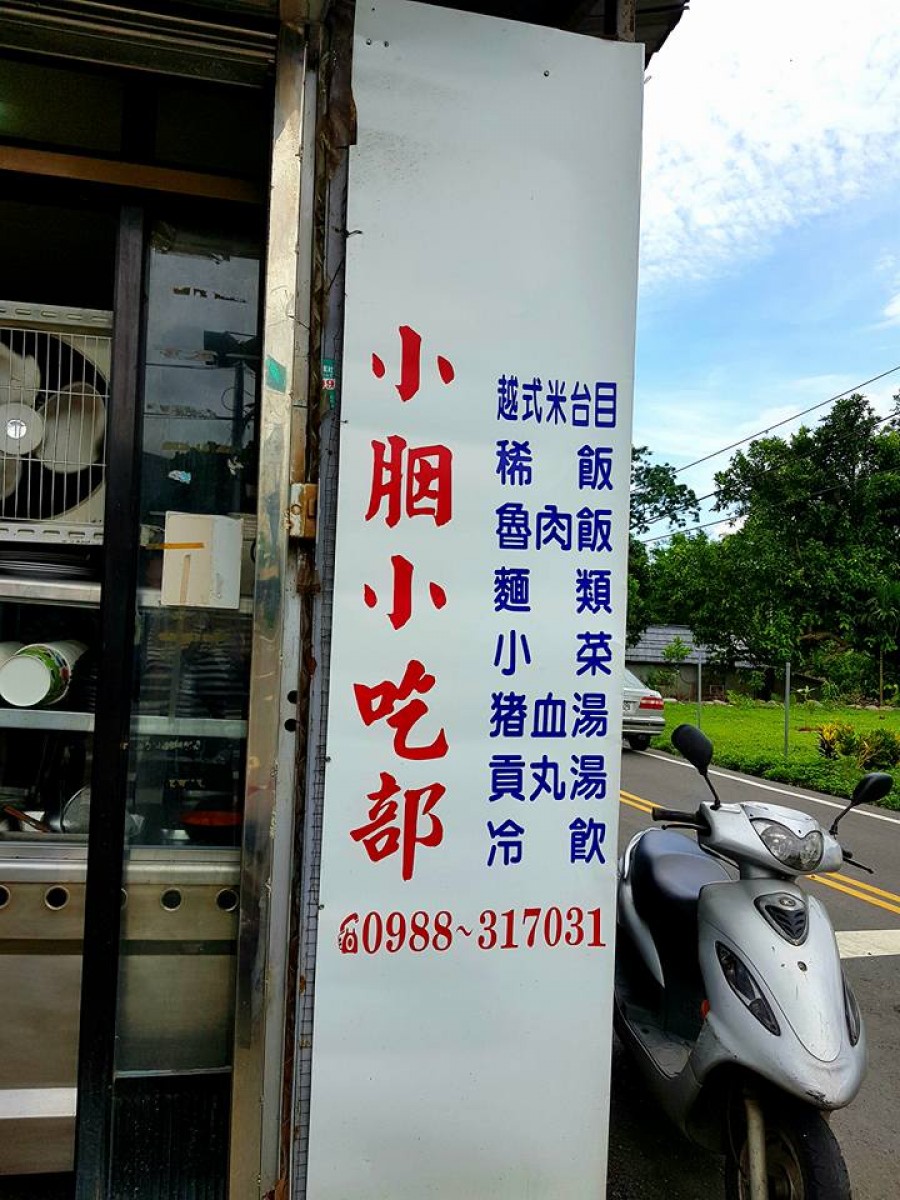 小胭小吃部
越式米台目
稀飯
魯肉飯
麵類
小菜
猪血湯
貢丸湯
冷飲
0988~317031